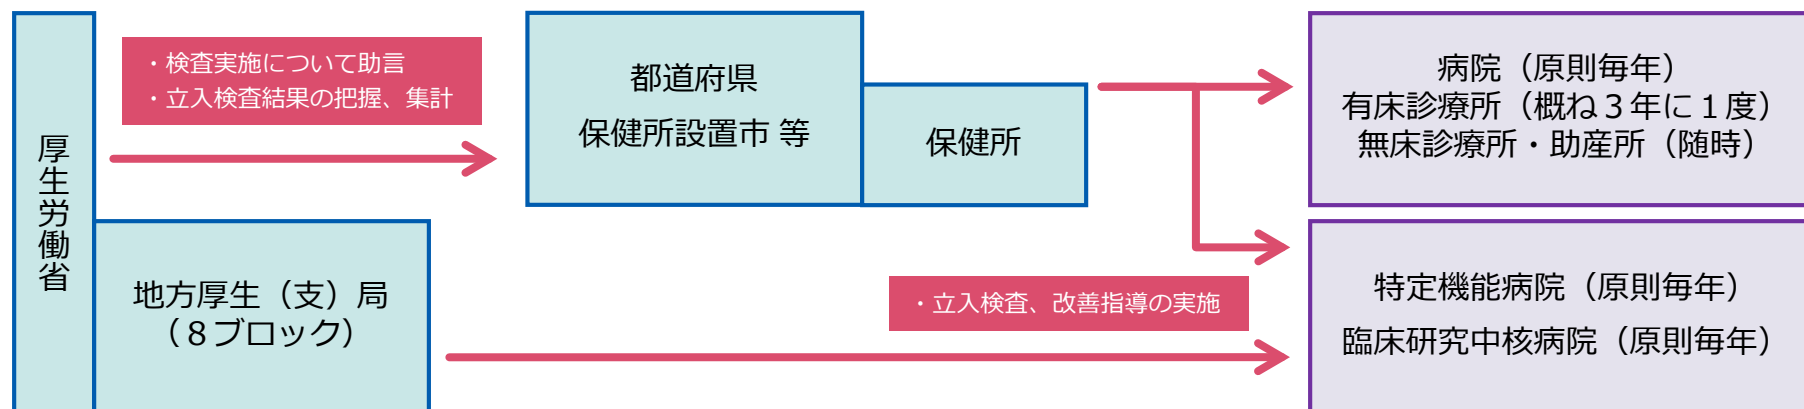 厚生労働省
・検査実施について助言
・立入検査結果の把握、集計
都道府県
保健所設置市 等
保健所
病院（原則毎年）
有床診療所（概ね３年に１度）
無床診療所・助産所（随時）
地方厚生（支）局
（８ブロック）
・立入検査、改善指導の実施
特定機能病院（原則毎年）
臨床研究中核病院（原則毎年）